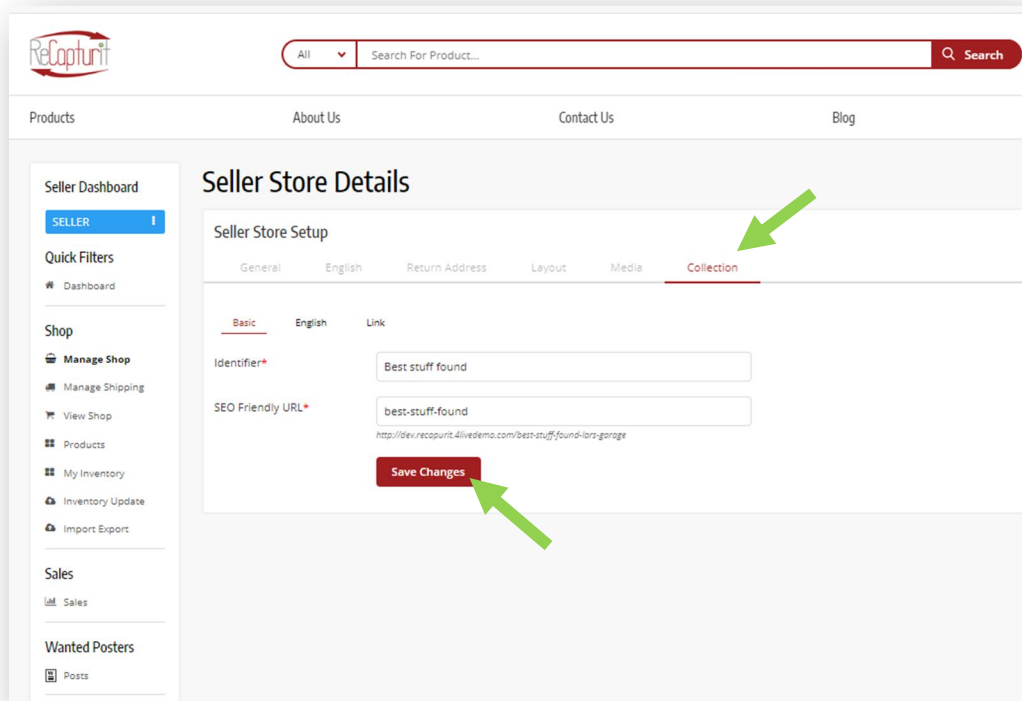 ReCapturit
All
Search For Product...
Search
Products
About Us
Contact Us
Blog
Seller Dashboard
SELLER
Quick Filters
Dashboard
Shop
Manage Shop
Manage Shipping
View Shop
Products
My Inventory
Inventory Update
Import Export
Sales
Sales
Wanted Posters
Posts
Seller Store Details
Seller Store Setup
General English Return Address Layout Media Collection
Basic English Link
Identifier* Best stuff found
SEO Friendly URL* best-stuff-found
http://dev.recapurit.4livedemo.com/best-stuff-found-lars-garage
Save Changes